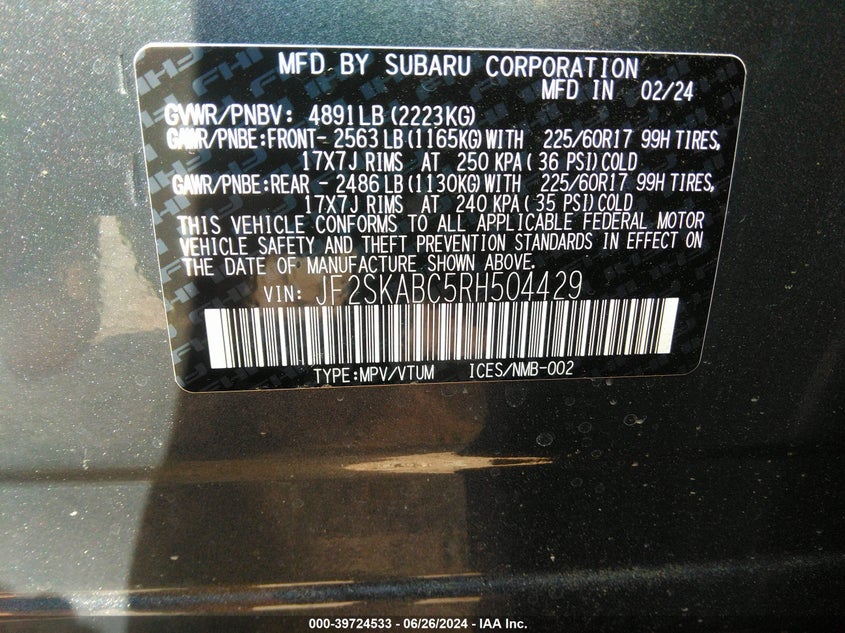 MFD BY SUBARU CORPORATION
MFD IN 02/24
GVWR/PNBV: 4891LB(2223KG)
GAWR/PNBE:FRONT- 2563LB(1165KG)WITH 225/60R17 99H TIRES,
17X7J RIMS AT 250 KPA(36 PSI)COLD
GAWR/PNBE:REAR - 2486LB(1130KG)WITH 225/60R17 99H TIRES,
17X7J RIMS AT 240 KPA(35 PSI)COLD
THIS VEHICLE CONFORMS TO ALL APPLICABLE FEDERAL MOTOR
VEHICLE SAFETY AND THEFT PREVENTION STANDARDS IN EFFECT ON
THE DATE OF MANUFACTURE SHOWN ABOVE.
VIN: JF2SKABC5RH504429
TYPE:MPV/VTUM ICES/NMB-002
000-39724533 - 06/26/2024 - IAA Inc.